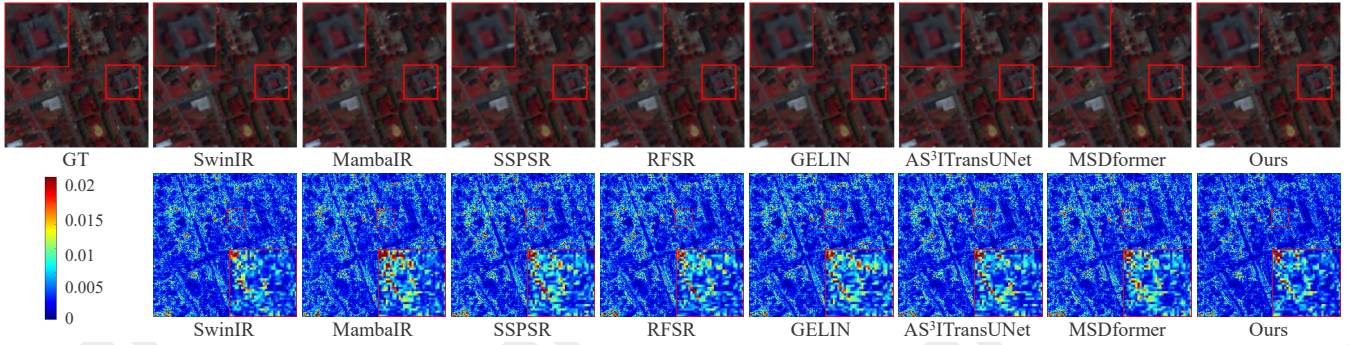 GT SwinIR MambaIR SSPSR RFSR GELIN AS³ITransUNet MSDformer Ours
0.02
0.015
0.01
0.005
0
SwinIR MambaIR SSPSR RFSR GELIN AS³ITransUNet MSDformer Ours